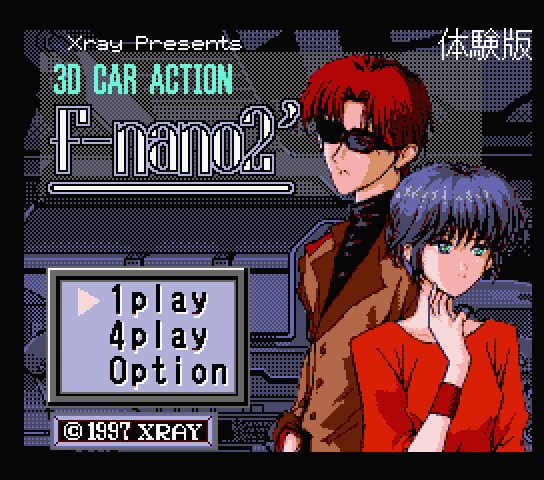 Xray Presents
体験版
3D CAR ACTION
F-nano2'
1play
4play
Option
© 1997 XRAY